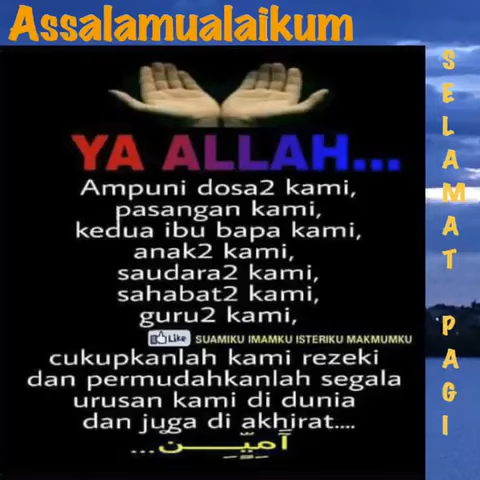 Assalamualaikum
SELAMAT PAGI
YA ALLAH...
Ampuni dosa2 kami,
pasangan kami,
kedua ibu bapa kami,
anak2 kami,
saudara2 kami,
sahabat2 kami,
guru2 kami,
Like SUAMIKU IMAMKU ISTERIKU MAKMUMKU
cukupkanlah kami rezeki
dan permudahkanlah segala
urusan kami di dunia
dan juga di akhirat....
آمِيّيِْـــن...